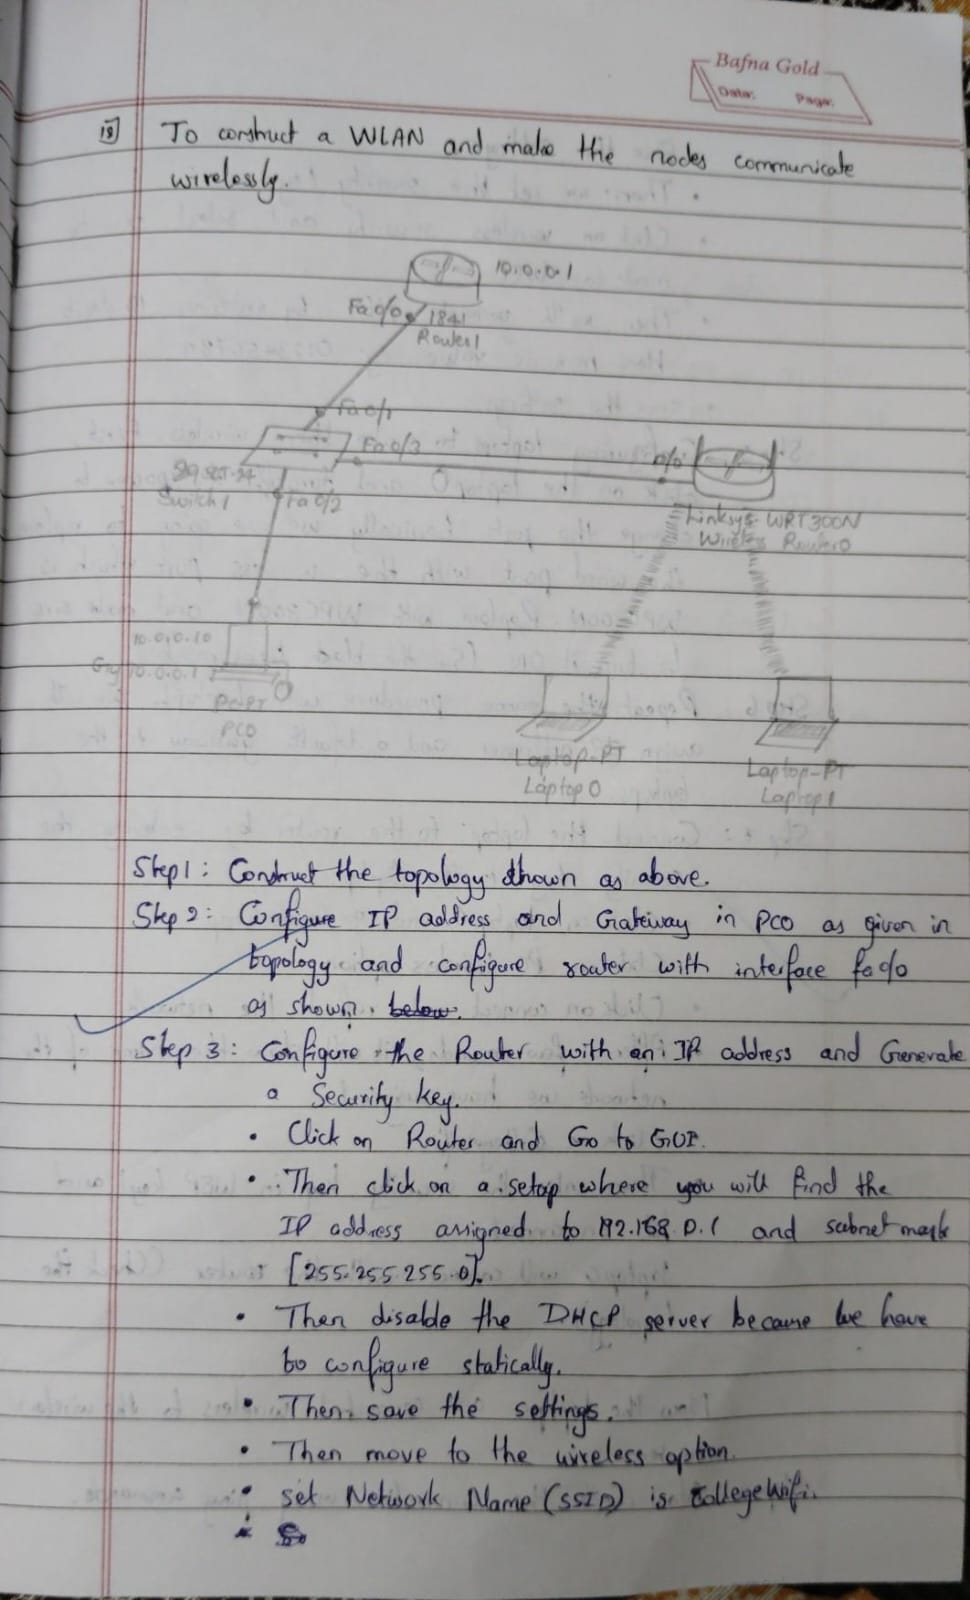 Bafna Gold
Date: Page:
18] To construct a WLAN and make the nodes communicate
wirelessly.
10.0.0.1
Fa0/0 1841
Router1
Fa0/1
Fa0/3
0/0
Switch1 Fa0/2
Linksys-WRT300N
Wireless Router0
10.0.0.10
10.0.0.1
PC0
Laptop-PT
Laptop0
Laptop-PT
Laptop1
Step1: Construct the topology shown as above.
Step 2: Configure IP address and Gateway in PC0 as given in
topology and configure router with interface fa0/0
as shown. below.
Step 3: Configure the Router with an IP address and Generate
a Security key.
• Click on Router and Go to GUI.
• Then click on a setup where you will find the
IP address assigned to 192.168.0.1 and subnet mask
[255.255.255.0].
• Then disable the DHCP server because we have
to configure statically.
• Then save the settings.
• Then move to the wireless option.
• set Network Name (SSID) is CollegeWifi.